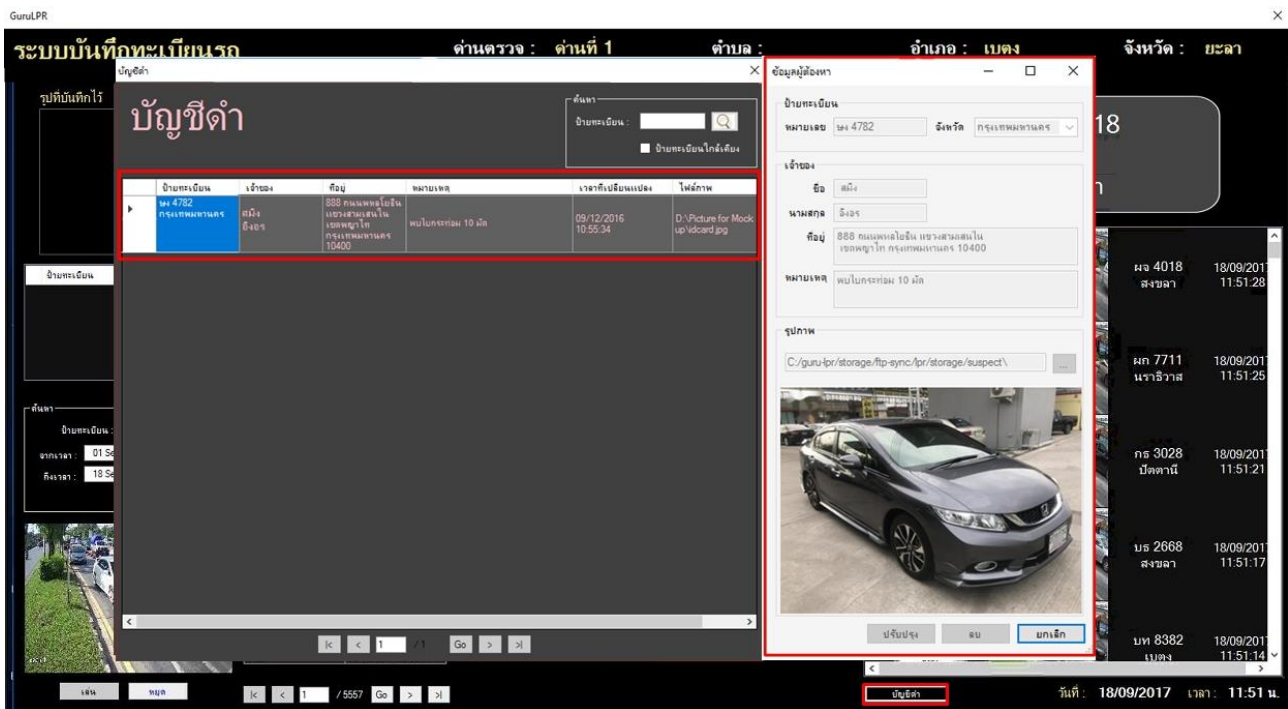 GuruLPR
ระบบบันทึกทะเบียนรถ
ด่านตรวจ : ด่านที่ 1
ตำบล :
อำเภอ : เบตง
จังหวัด : ยะลา
รูปที่บันทึกไว้
บัญชีดำ
บัญชีดำ
ค้นหา
ป้ายทะเบียน :
ป้ายทะเบียนใกล้เคียง
ป้ายทะเบียน เจ้าของ ที่อยู่ หมายเหตุ เวลาที่เปลี่ยนแปลง ไฟล์ภาพ
4782
กรุงเทพมหานคร
สมิง
อิงอร
888 ถนนพหลโยธิน
แขวงสามเสนใน
เขตพญาไท
กรุงเทพมหานคร
10400
พบใบกระท่อม 10 มัด
09/12/2016
10:55:34
D:\Picture for Mock
up\idcard.jpg
|< < 1 / 1 Go > >|
ข้อมูลผู้ต้องหา
ป้ายทะเบียน
หมายเลข 4782 จังหวัด กรุงเทพมหานคร
เจ้าของ
ชื่อ สมิง
นามสกุล อิงอร
ที่อยู่ 888 ถนนพหลโยธิน แขวงสามเสนใน
เขตพญาไท กรุงเทพมหานคร 10400
หมายเหตุ พบใบกระท่อม 10 มัด
รูปภาพ
C:/guru-lpr/storage/ftp-sync/lpr/storage/suspect\
...
ปรับปรุง ลบ ยกเลิก
18
ป้ายทะเบียน
ค้นหา
ป้ายทะเบียน :
จากเวลา : 01 Se
ถึงเวลา : 18 Se
ผจ 4018 18/09/201
สงขลา 11:51:28
ผก 7711 18/09/201
นราธิวาส 11:51:25
กธ 3028 18/09/201
ปัตตานี 11:51:21
บธ 2668 18/09/201
สงขลา 11:51:17
บท 8382 18/09/201
เบตง 11:51:14
เล่น หยุด
|< < 1 / 5557 Go > >|
บัญชีดำ
วันที่ : 18/09/2017 เวลา : 11:51 น.